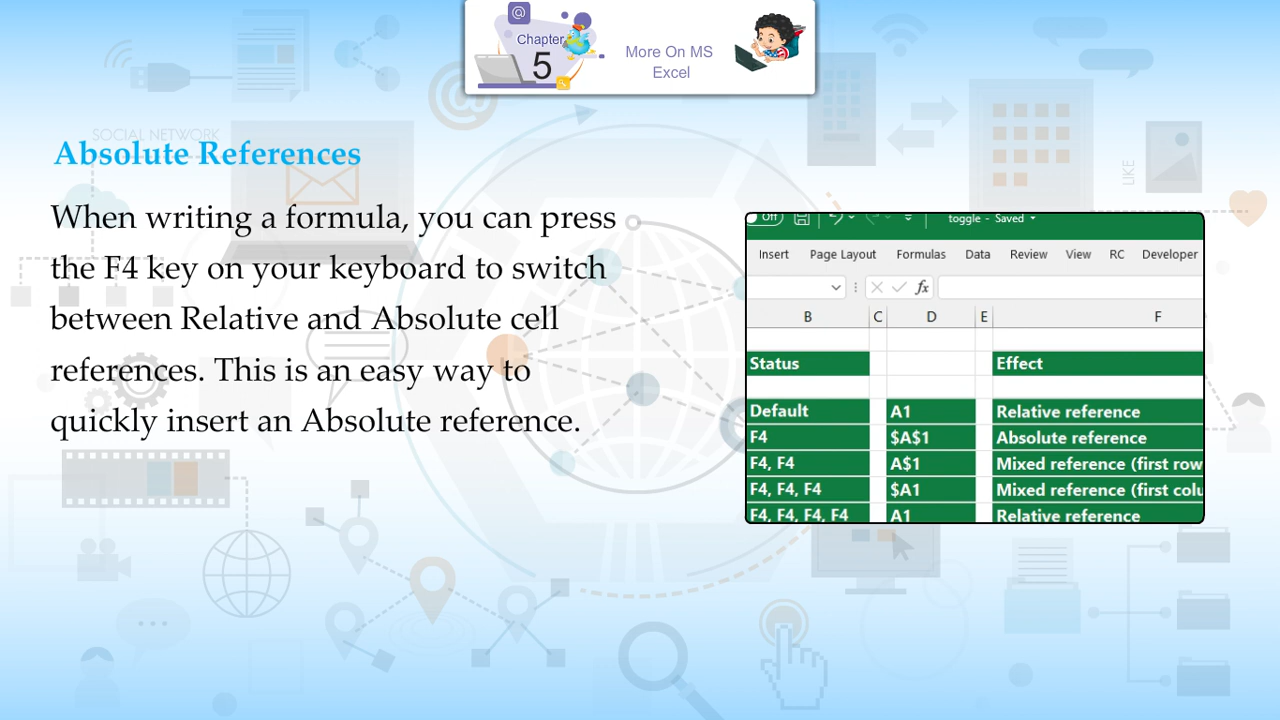 @
Chapter
5
More On MS
Excel
SOCIAL NETWORK
@
LIKE
Absolute References
When writing a formula, you can press
the F4 key on your keyboard to switch
between Relative and Absolute cell
references. This is an easy way to
quickly insert an Absolute reference.
Off toggle - Saved
Insert Page Layout Formulas Data Review View RC Developer
fx
B C D E F
Status Effect
Default A1 Relative reference
F4 $A$1 Absolute reference
F4, F4 A$1 Mixed reference (first row
F4, F4, F4 $A1 Mixed reference (first colu
F4, F4, F4, F4 A1 Relative reference